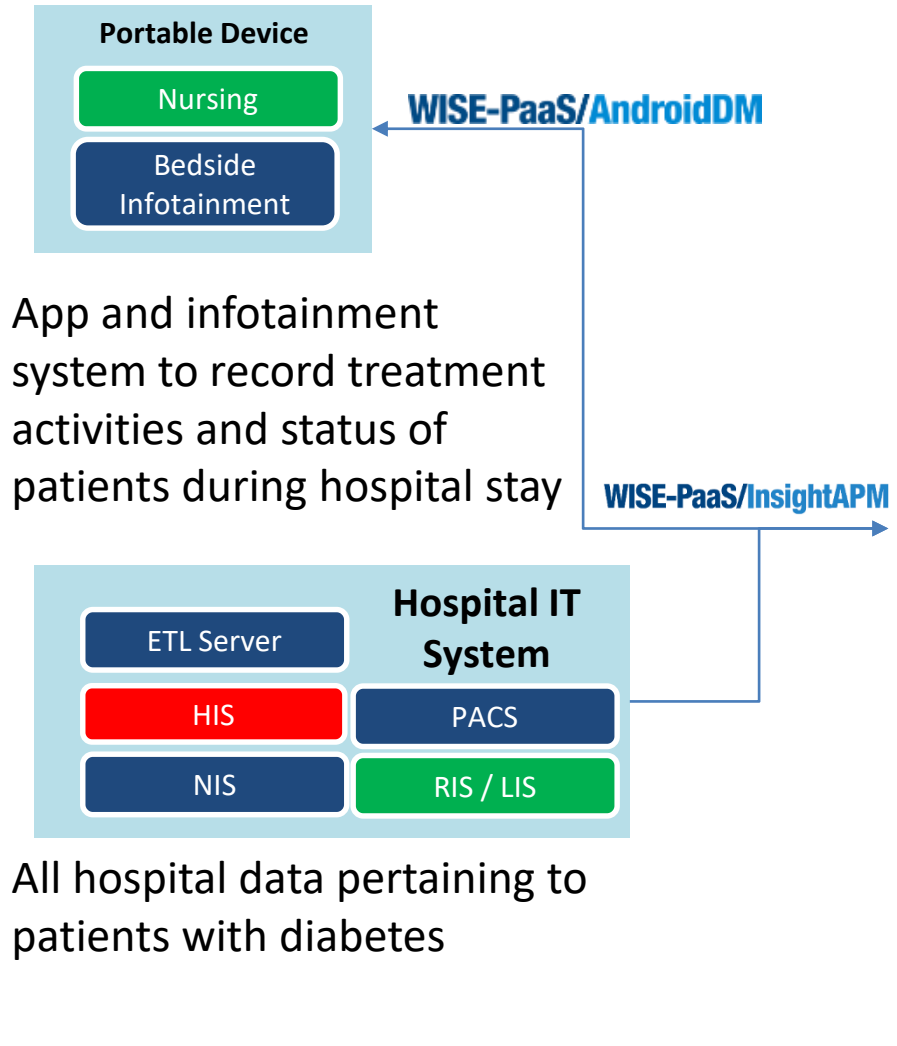 Portable Device
Nursing
Bedside
Infotainment
WISE-PaaS/AndroidDM
App and infotainment
system to record treatment
activities and status of
patients during hospital stay
WISE-PaaS/InsightAPM
Hospital IT
System
ETL Server
HIS
PACS
NIS
RIS / LIS
All hospital data pertaining to
patients with diabetes